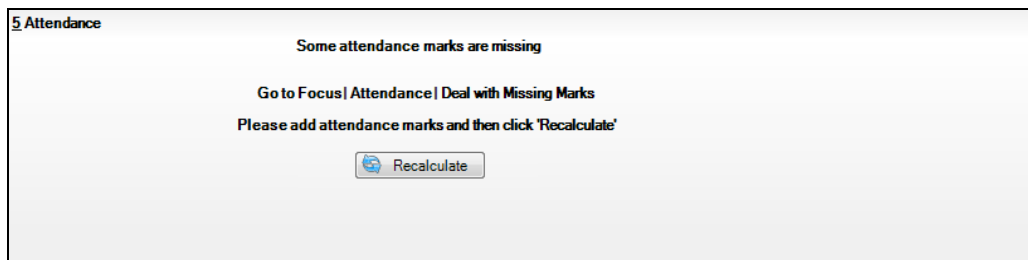 5 Attendance
Some attendance marks are missing
Go to Focus| Attendance| Deal with Missing Marks
Please add attendance marks and then click 'Recalculate'
Recalculate